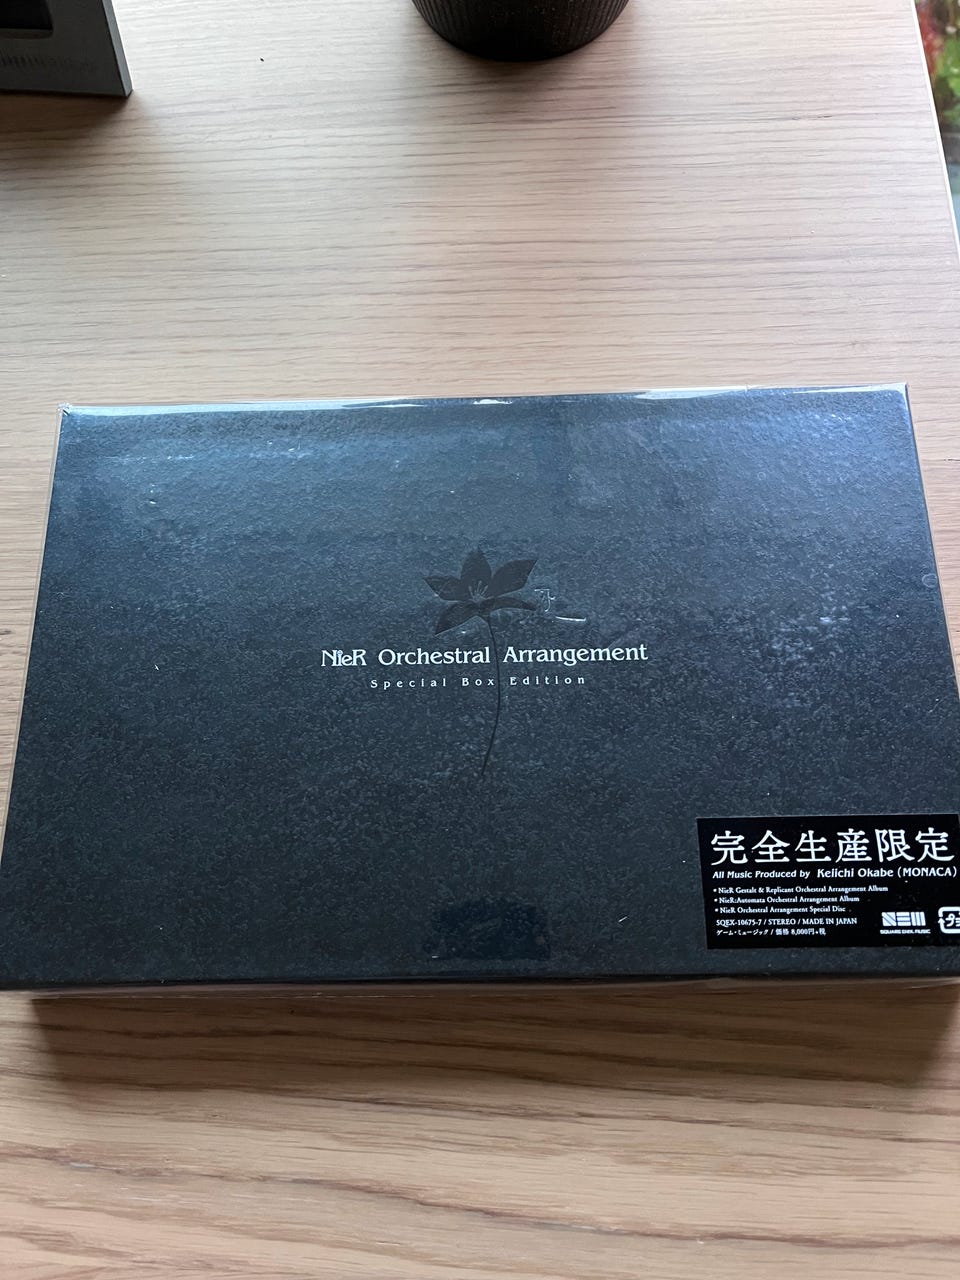 NieR Orchestral Arrangement
Special Box Edition
完全生産限定
All Music Produced by Keiichi Okabe (MONACA)
• NieR Gestalt & Replicant Orchestral Arrangement Album
• NieR:Automata Orchestral Arrangement Album
• NieR Orchestral Arrangement Special Disc
SQEX-10675-7 / STEREO / MADE IN JAPAN
ゲーム・ミュージック / 価格 8,000円+税
SQUARE ENIX MUSIC